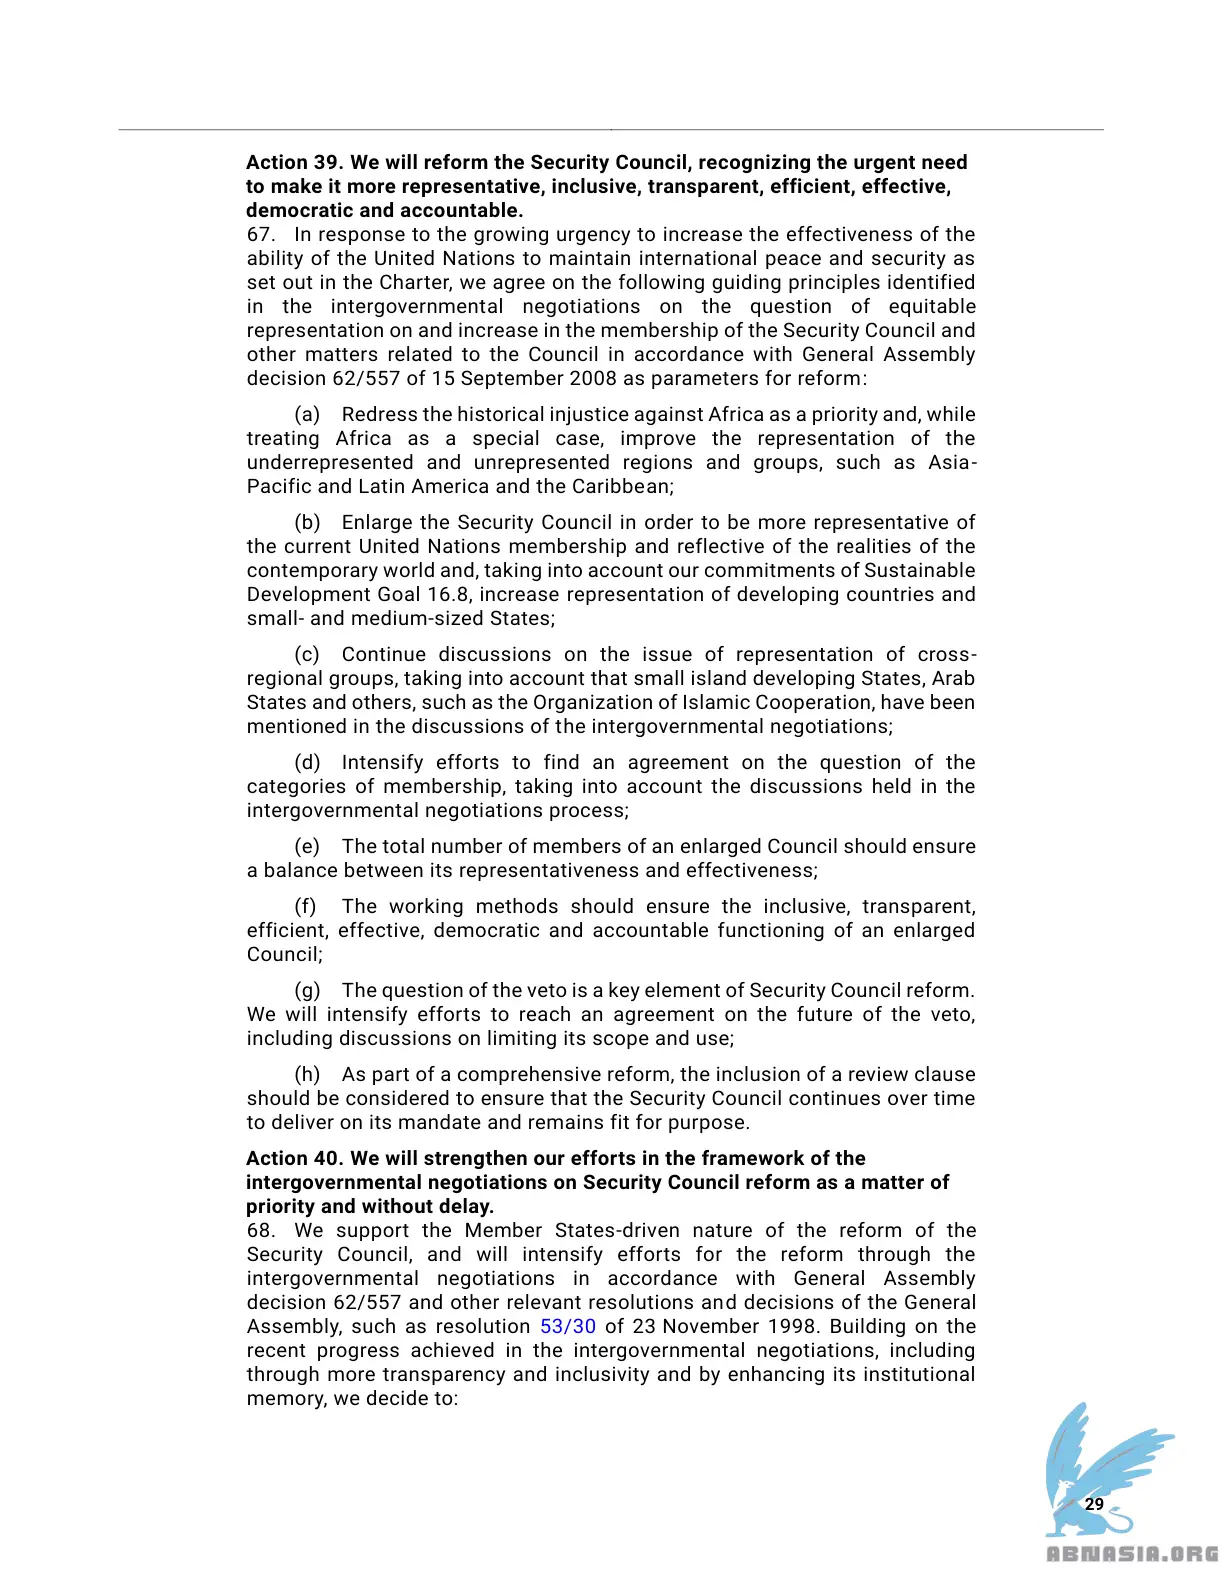 Action 39. We will reform the Security Council, recognizing the urgent need
to make it more representative, inclusive, transparent, efficient, effective,
democratic and accountable.
67. In response to the growing urgency to increase the effectiveness of the
ability of the United Nations to maintain international peace and security as
set out in the Charter, we agree on the following guiding principles identified
in the intergovernmental negotiations on the question of equitable
representation on and increase in the membership of the Security Council and
other matters related to the Council in accordance with General Assembly
decision 62/557 of 15 September 2008 as parameters for reform:
(a) Redress the historical injustice against Africa as a priority and, while
treating Africa as a special case, improve the representation of the
underrepresented and unrepresented regions and groups, such as Asia-
Pacific and Latin America and the Caribbean;
(b) Enlarge the Security Council in order to be more representative of
the current United Nations membership and reflective of the realities of the
contemporary world and, taking into account our commitments of Sustainable
Development Goal 16.8, increase representation of developing countries and
small- and medium-sized States;
(c) Continue discussions on the issue of representation of cross-
regional groups, taking into account that small island developing States, Arab
States and others, such as the Organization of Islamic Cooperation, have been
mentioned in the discussions of the intergovernmental negotiations;
(d) Intensify efforts to find an agreement on the question of the
categories of membership, taking into account the discussions held in the
intergovernmental negotiations process;
(e) The total number of members of an enlarged Council should ensure
a balance between its representativeness and effectiveness;
(f) The working methods should ensure the inclusive, transparent,
efficient, effective, democratic and accountable functioning of an enlarged
Council;
(g) The question of the veto is a key element of Security Council reform.
We will intensify efforts to reach an agreement on the future of the veto,
including discussions on limiting its scope and use;
(h) As part of a comprehensive reform, the inclusion of a review clause
should be considered to ensure that the Security Council continues over time
to deliver on its mandate and remains fit for purpose.
Action 40. We will strengthen our efforts in the framework of the
intergovernmental negotiations on Security Council reform as a matter of
priority and without delay.
68. We support the Member States-driven nature of the reform of the
Security Council, and will intensify efforts for the reform through the
intergovernmental negotiations in accordance with General Assembly
decision 62/557 and other relevant resolutions and decisions of the General
Assembly, such as resolution 53/30 of 23 November 1998. Building on the
recent progress achieved in the intergovernmental negotiations, including
through more transparency and inclusivity and by enhancing its institutional
memory, we decide to:
29
ABNASIA.ORG